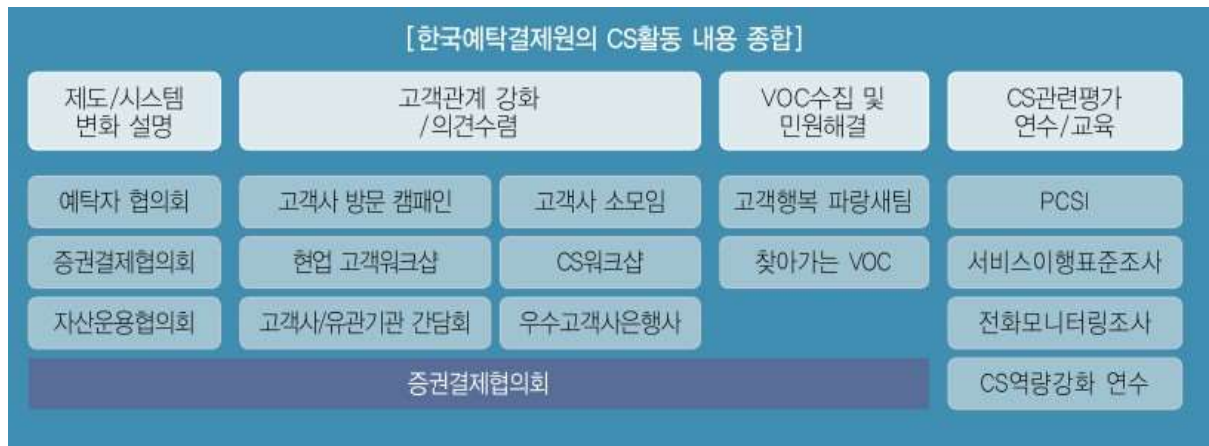 [한국예탁결제원의 CS활동 내용 종합]
제도/시스템
변화 설명
고객관계 강화
/의견수렴
VOC수집 및
민원해결
CS관련평가
연수/교육
예탁자 협의회
고객사 방문 캠패인
고객사 소모임
고객행복 파랑새팀
PCSI
증권결제협의회
현업 고객워크샵
CS워크샵
찾아가는 VOC
서비스이행표준조사
자산운용협의회
고객사/유관기관 간담회
우수고객사은행사
전화모니터링조사
증권결제협의회
CS역량강화 연수